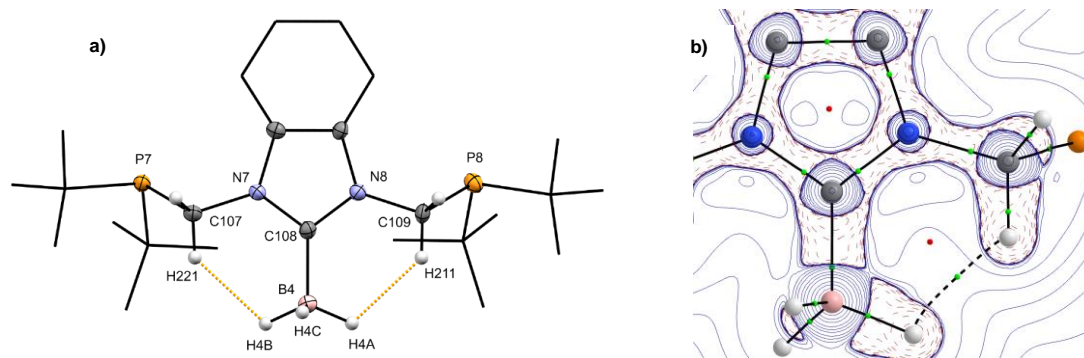 a)
b)
P7
P8
N7
N8
C107
C108
C109
H221
H211
B4
H4C
H4B
H4A